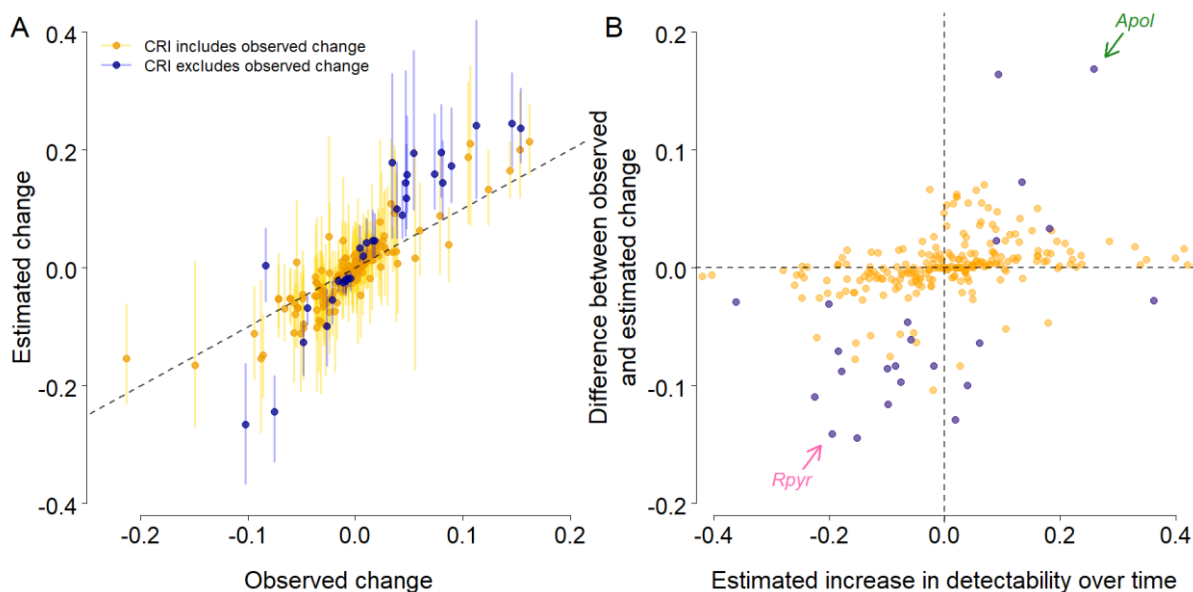 A
CRI includes observed change
CRI excludes observed change
Estimated change
0.4
0.2
0.0
-0.2
-0.4
-0.2
-0.1
0.0
0.1
0.2
Observed change
B
Apol
Rpyr
Difference between observed
and estimated change
0.2
0.1
0.0
-0.1
-0.2
-0.4
-0.2
0.0
0.2
0.4
Estimated increase in detectability over time